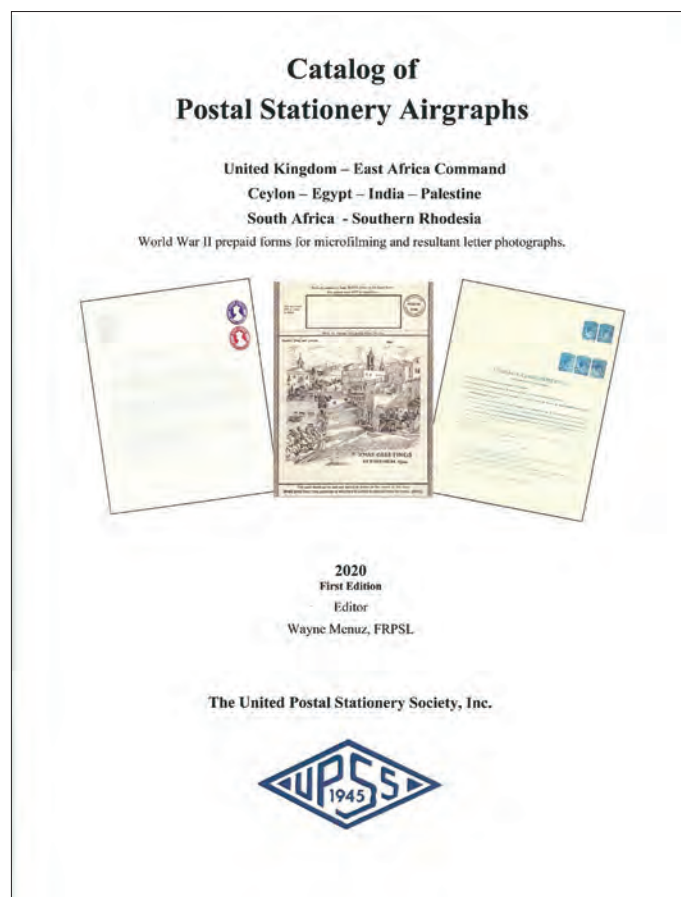 Catalog of
Postal Stationery Airgraphs
United Kingdom – East Africa Command
Ceylon – Egypt – India – Palestine
South Africa - Southern Rhodesia
World War II prepaid forms for microfilming and resultant letter photographs.
XMAS GREETINGS
2020
First Edition
Editor
Wayne Menuz, FRPSL
The United Postal Stationery Society, Inc.
UPSS
1945